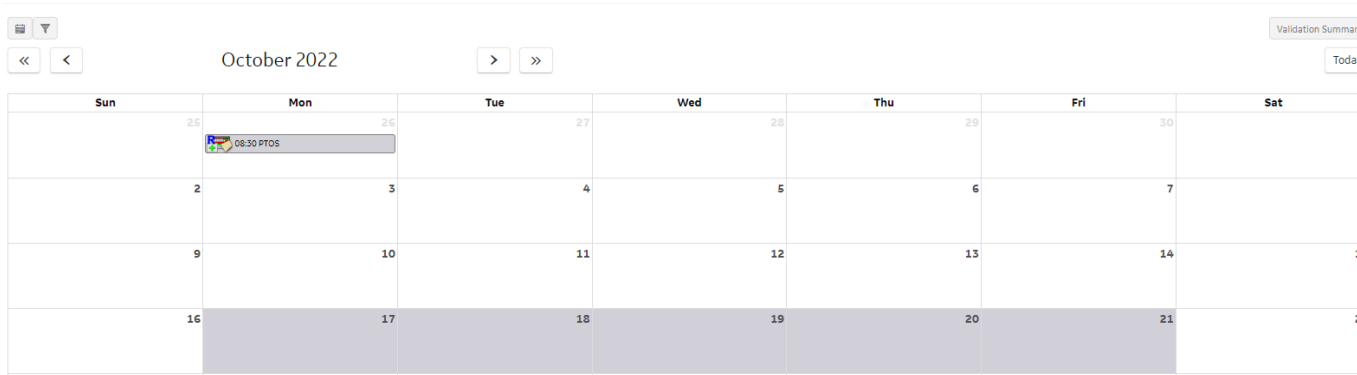 Validation Summar
October 2022
Toda
Sun Mon Tue Wed Thu Fri Sat
25 26 27 28 29 30
R 08:30 PTOS
2 3 4 5 6 7
9 10 11 12 13 14
16 17 18 19 20 21